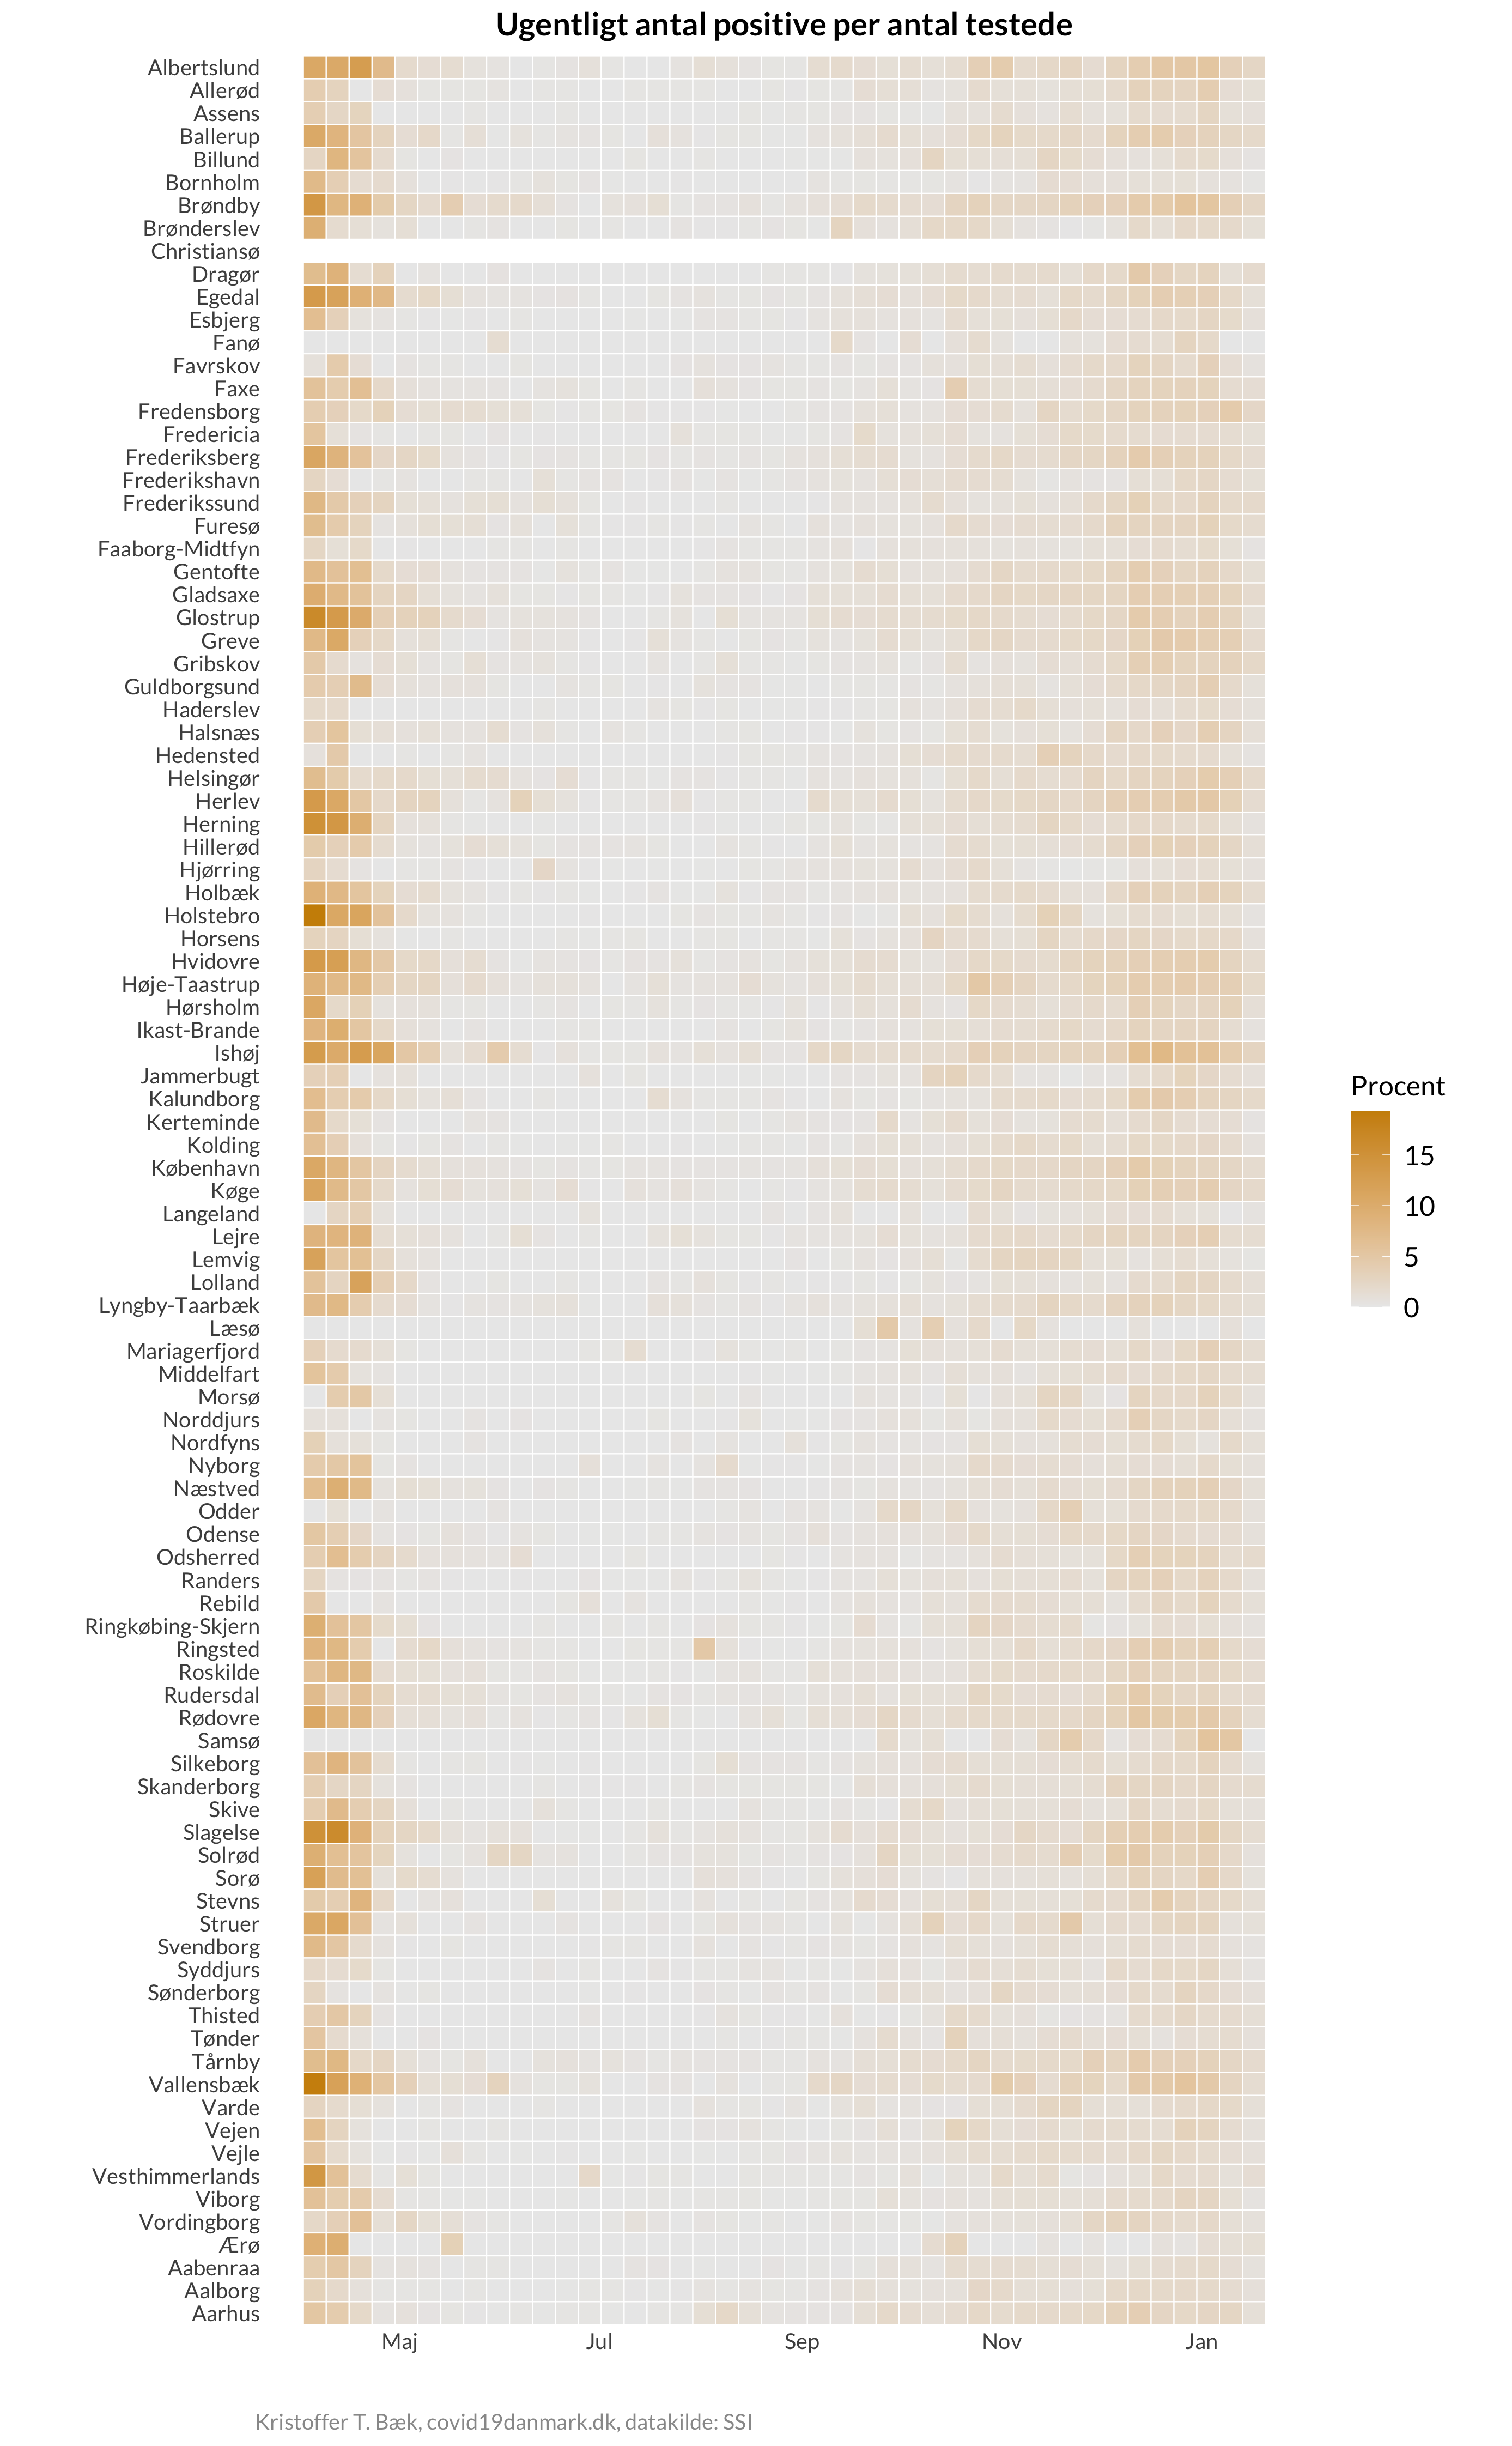 Ugentligt antal positive per antal testede
Albertslund
Allerød
Assens
Ballerup
Billund
Bornholm
Brøndby
Brønderslev
Christiansø
Dragør
Egedal
Esbjerg
Fanø
Favrskov
Faxe
Fredensborg
Fredericia
Frederiksberg
Frederikshavn
Frederikssund
Furesø
Faaborg-Midtfyn
Gentofte
Gladsaxe
Glostrup
Greve
Gribskov
Guldborgsund
Haderslev
Halsnæs
Hedensted
Helsingør
Herlev
Herning
Hillerød
Hjørring
Holbæk
Holstebro
Horsens
Hvidovre
Høje-Taastrup
Hørsholm
Ikast-Brande
Ishøj
Jammerbugt
Kalundborg
Kerteminde
Kolding
København
Køge
Langeland
Lejre
Lemvig
Lolland
Lyngby-Taarbæk
Læsø
Mariagerfjord
Middelfart
Morsø
Norddjurs
Nordfyns
Nyborg
Næstved
Odder
Odense
Odsherred
Randers
Rebild
Ringkøbing-Skjern
Ringsted
Roskilde
Rudersdal
Rødovre
Samsø
Silkeborg
Skanderborg
Skive
Slagelse
Solrød
Sorø
Stevns
Struer
Svendborg
Syddjurs
Sønderborg
Thisted
Tønder
Tårnby
Vallensbæk
Varde
Vejen
Vejle
Vesthimmerlands
Viborg
Vordingborg
Ærø
Aabenraa
Aalborg
Aarhus
Maj Jul Sep Nov Jan
Procent
15
10
5
0
Kristoffer T. Bæk, covid19danmark.dk, datakilde: SSI